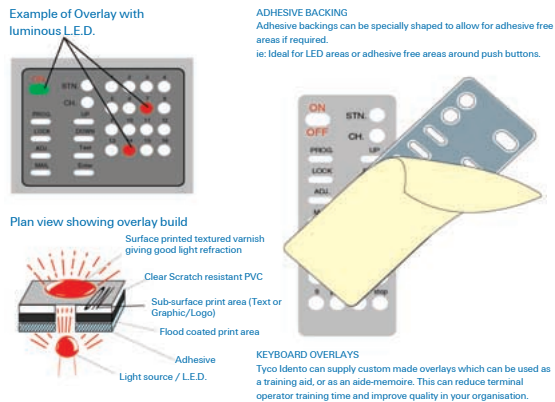 Example of Overlay with
luminous L.E.D.
ON
STN.
CH.
PROG.
UP
LOCK
DOWN
ADJ.
Text
MAIL
Enter
Plan view showing overlay build
Surface printed textured varnish
giving good light refraction
Clear Scratch resistant PVC
Sub-surface print area (Text or
Graphic/Logo)
Flood coated print area
Adhesive
Light source / L.E.D.
ADHESIVE BACKING
Adhesive backings can be specially shaped to allow for adhesive free
areas if required.
ie: Ideal for LED areas or adhesive free areas around push buttons.
ON
STN.
OFF
CH.
PROG.
UP
LOCK
ADJ.
KEYBOARD OVERLAYS
Tyco Idento can supply custom made overlays which can be used as
a training aid, or as an aide-memoire. This can reduce terminal
operator training time and improve quality in your organisation.